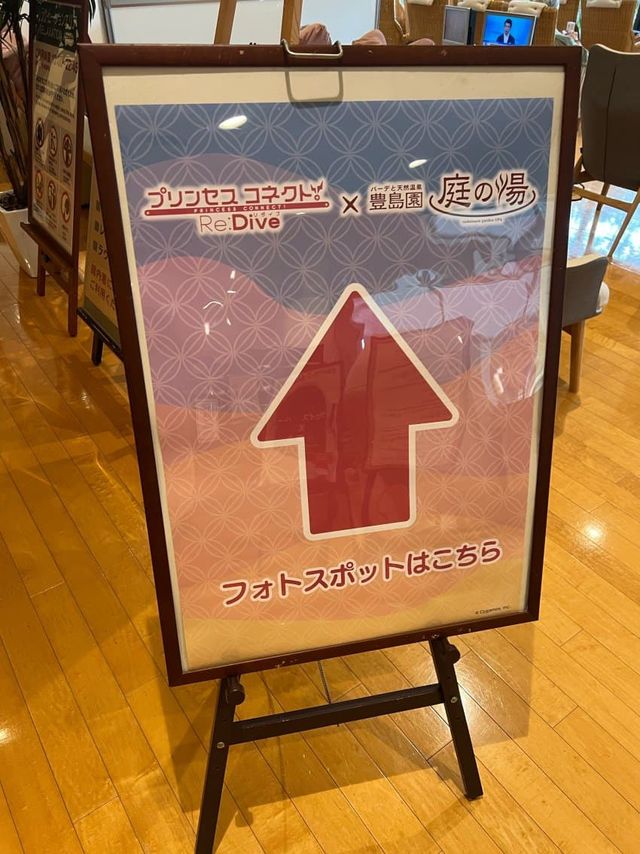 プリンセス コネクト！
PRINCESS CONNECT!
リダイブ
Re:Dive
×
バーデと天然温泉
豊島園
庭の湯
フォトスポットはこちら
© Cygames, Inc.